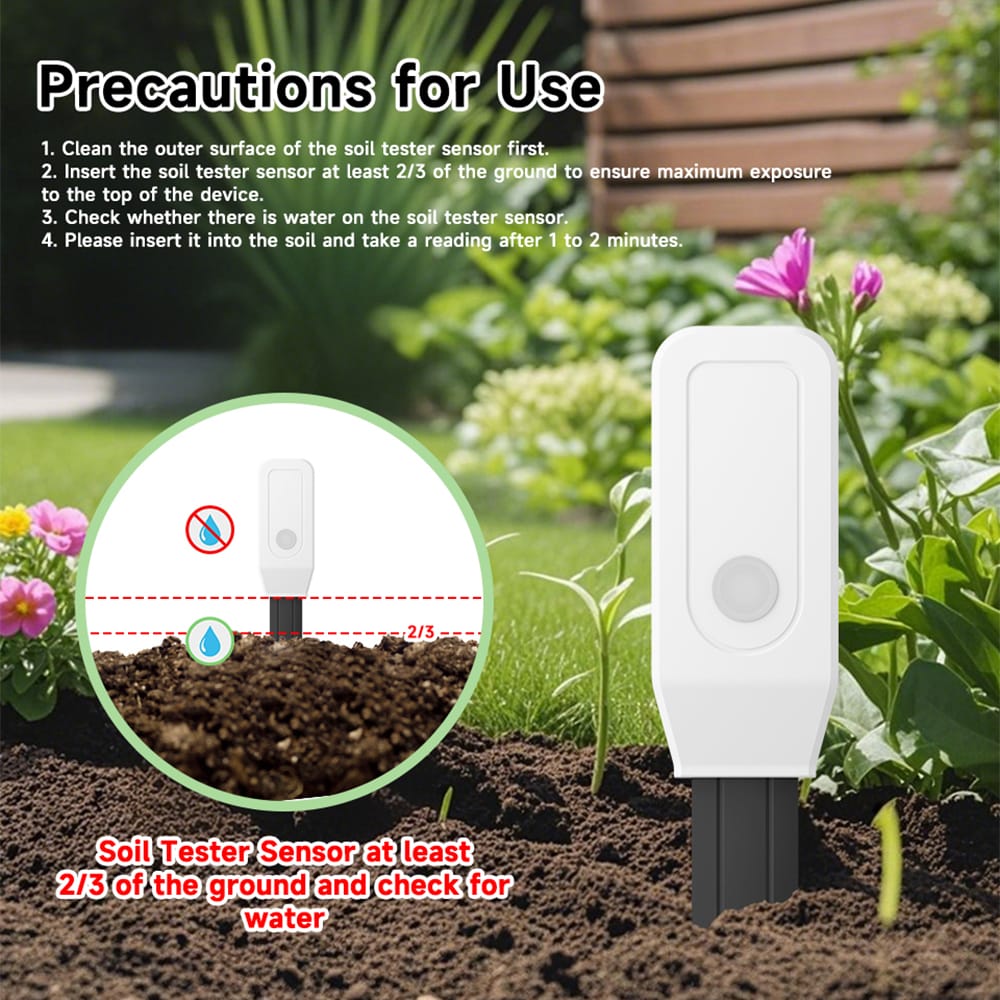 Precautions for Use
1. Clean the outer surface of the soil tester sensor first.
2. Insert the soil tester sensor at least 2/3 of the ground to ensure maximum exposure
to the top of the device.
3. Check whether there is water on the soil tester sensor.
4. Please insert it into the soil and take a reading after 1 to 2 minutes.
2/3
Soil Tester Sensor at least
2/3 of the ground and check for
water